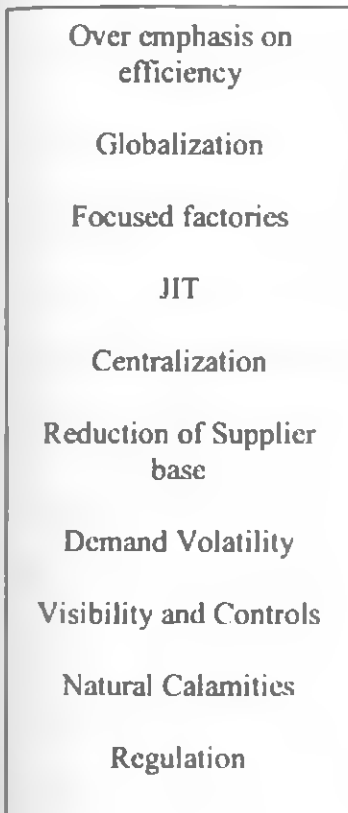 Over emphasis on
efficiency
Globalization
Focused factories
JIT
Centralization
Reduction of Supplier
base
Demand Volatility
Visibility and Controls
Natural Calamities
Regulation